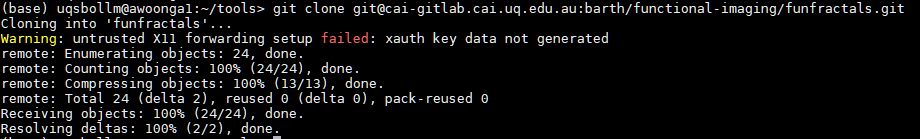 (base) uqsbollm@awoonga1:~/tools> git clone git@cai-gitlab.cai.uq.edu.au:barth/functional-imaging/funfractals.git
Cloning into 'funfractals'...
Warning: untrusted X11 forwarding setup failed: xauth key data not generated
remote: Enumerating objects: 24, done.
remote: Counting objects: 100% (24/24), done.
remote: Compressing objects: 100% (13/13), done.
remote: Total 24 (delta 2), reused 0 (delta 0), pack-reused 0
Receiving objects: 100% (24/24), done.
Resolving deltas: 100% (2/2), done.